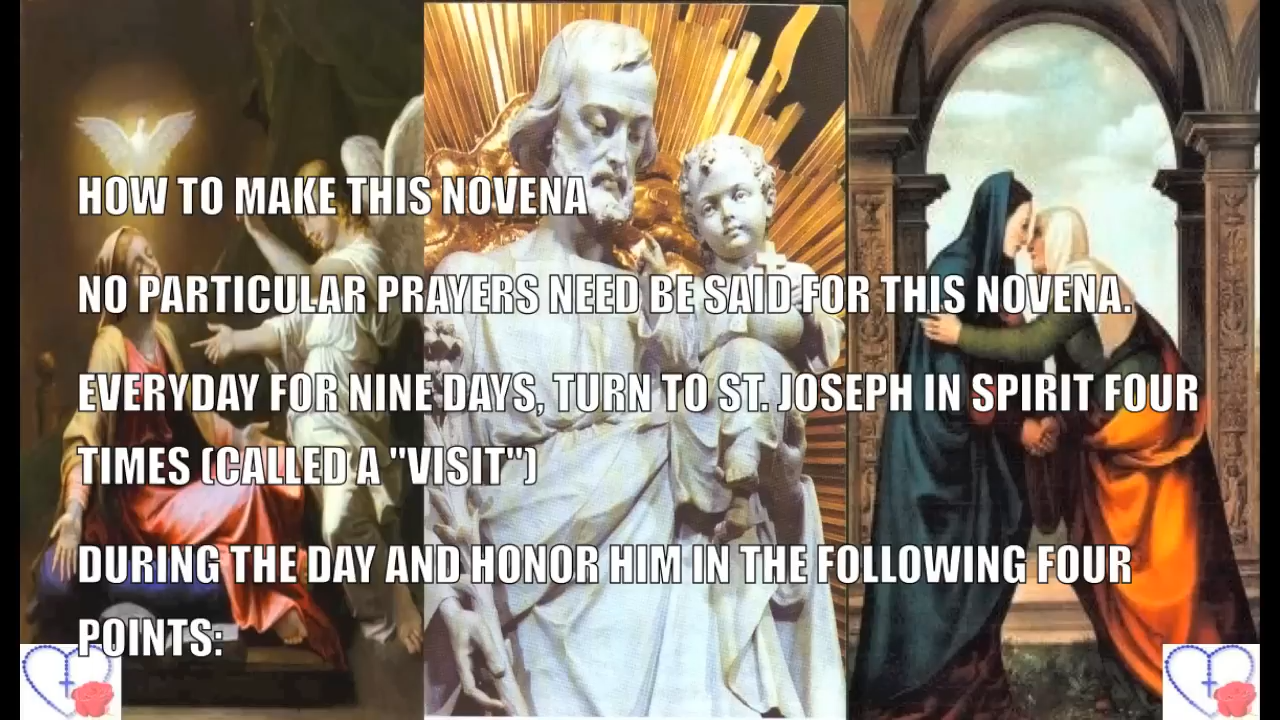 HOW TO MAKE THIS NOVENA
NO PARTICULAR PRAYERS NEED BE SAID FOR THIS NOVENA.
EVERYDAY FOR NINE DAYS, TURN TO ST. JOSEPH IN SPIRIT FOUR
TIMES (CALLED A "VISIT")
DURING THE DAY AND HONOR HIM IN THE FOLLOWING FOUR
POINTS: